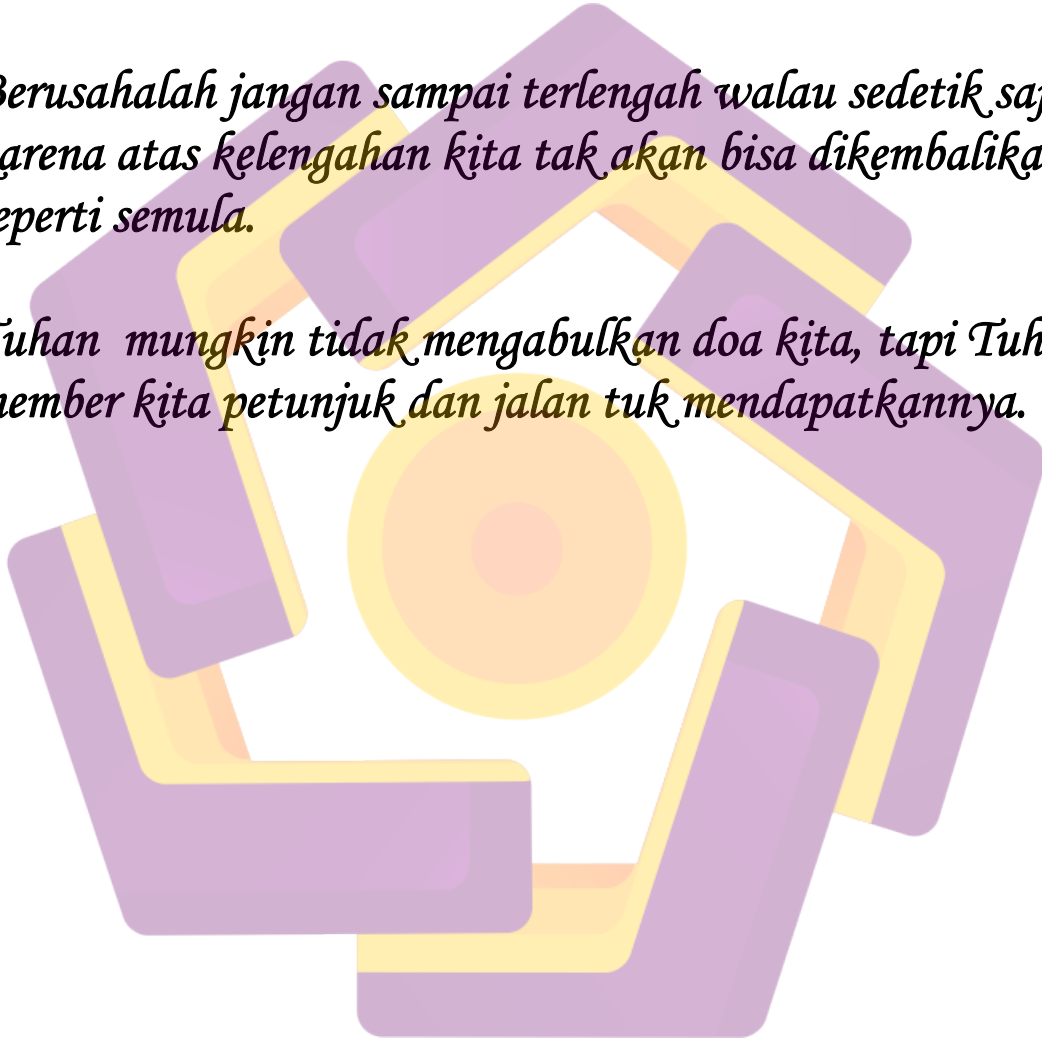 Berusahalah jangan sampai terlengah walau sedetik saj
arena atas kelengahan kita tak akan bisa dikembalika
eperti semula.
Tuhan mungkin tidak mengabulkan doa kita, tapi Tuh
ember kita petunjuk dan jalan tuk mendapatkannya.